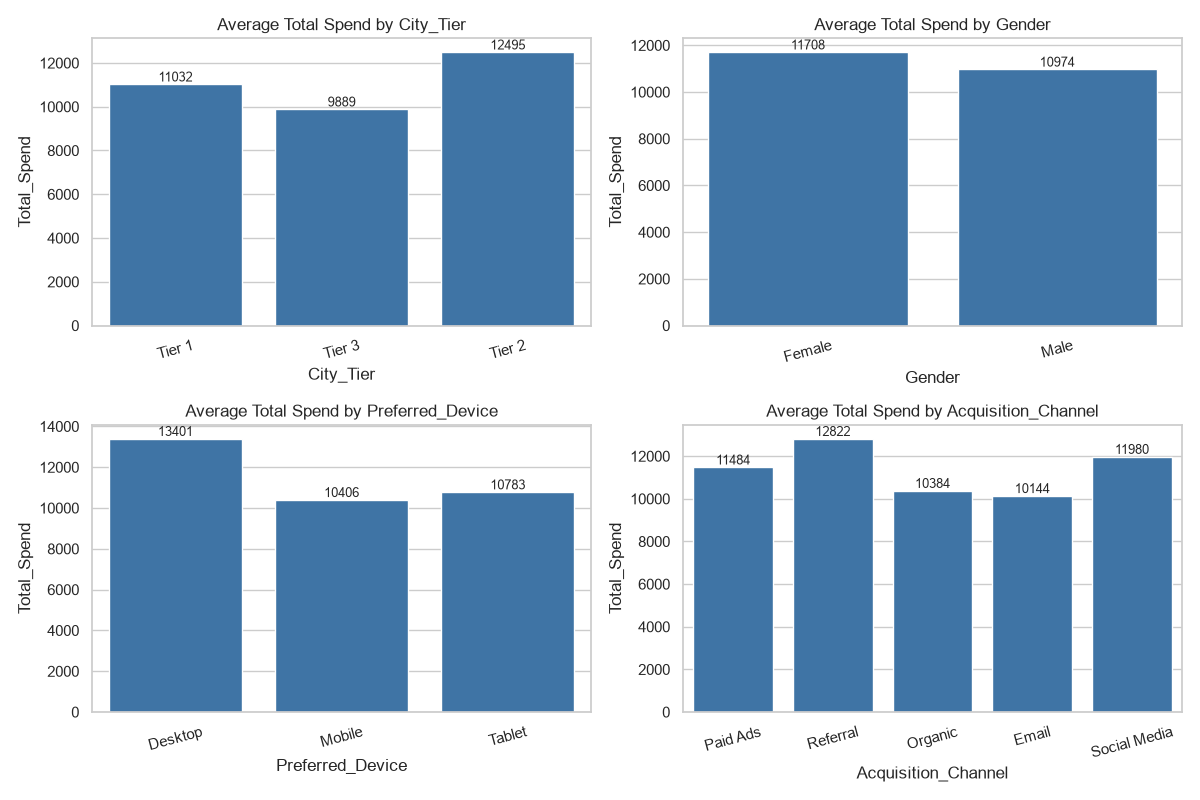 Average Total Spend by City_Tier
Total_Spend
12000
10000
8000
6000
4000
2000
0
11032
9889
12495
Tier 1
Tier 3
Tier 2
City_Tier
Average Total Spend by Gender
Total_Spend
12000
10000
8000
6000
4000
2000
0
11708
10974
Female
Male
Gender
Average Total Spend by Preferred_Device
Total_Spend
14000
12000
10000
8000
6000
4000
2000
0
13401
10406
10783
Desktop
Mobile
Tablet
Preferred_Device
Average Total Spend by Acquisition_Channel
Total_Spend
12000
10000
8000
6000
4000
2000
0
11484
12822
10384
10144
11980
Paid Ads
Referral
Organic
Email
Social Media
Acquisition_Channel